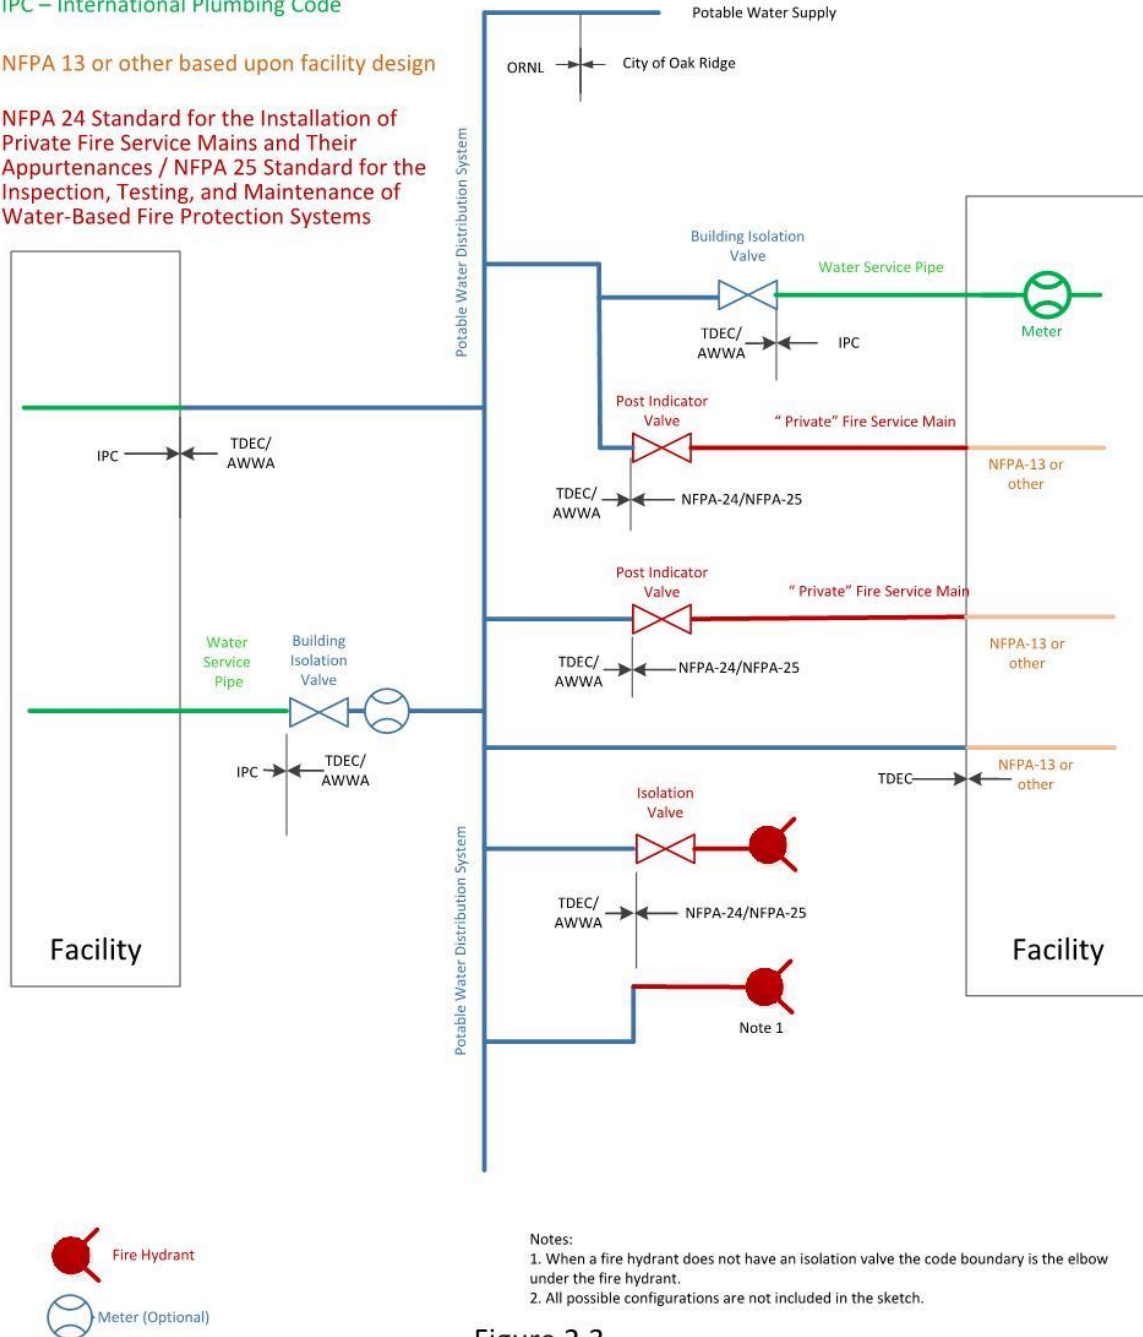 IPC – International Plumbing Code
NFPA 13 or other based upon facility design
NFPA 24 Standard for the Installation of
Private Fire Service Mains and Their
Appurtenances / NFPA 25 Standard for the
Inspection, Testing, and Maintenance of
Water-Based Fire Protection Systems
Potable Water Supply
ORNL
City of Oak Ridge
Potable Water Distribution System
Building Isolation
Valve
Water Service Pipe
Meter
TDEC/
AWWA
IPC
Post Indicator
Valve
“ Private” Fire Service Main
NFPA-13 or
other
TDEC/
AWWA
NFPA-24/NFPA-25
IPC
TDEC/
AWWA
Post Indicator
Valve
“ Private” Fire Service Main
NFPA-13 or
other
TDEC/
AWWA
NFPA-24/NFPA-25
Water
Service
Pipe
Building
Isolation
Valve
IPC
TDEC/
AWWA
TDEC
NFPA-13 or
other
Isolation
Valve
TDEC/
AWWA
NFPA-24/NFPA-25
Potable Water Distribution System
Facility
Facility
Note 1
Fire Hydrant
Meter (Optional)
Notes:
1. When a fire hydrant does not have an isolation valve the code boundary is the elbow
under the fire hydrant.
2. All possible configurations are not included in the sketch.
Figure 2.3